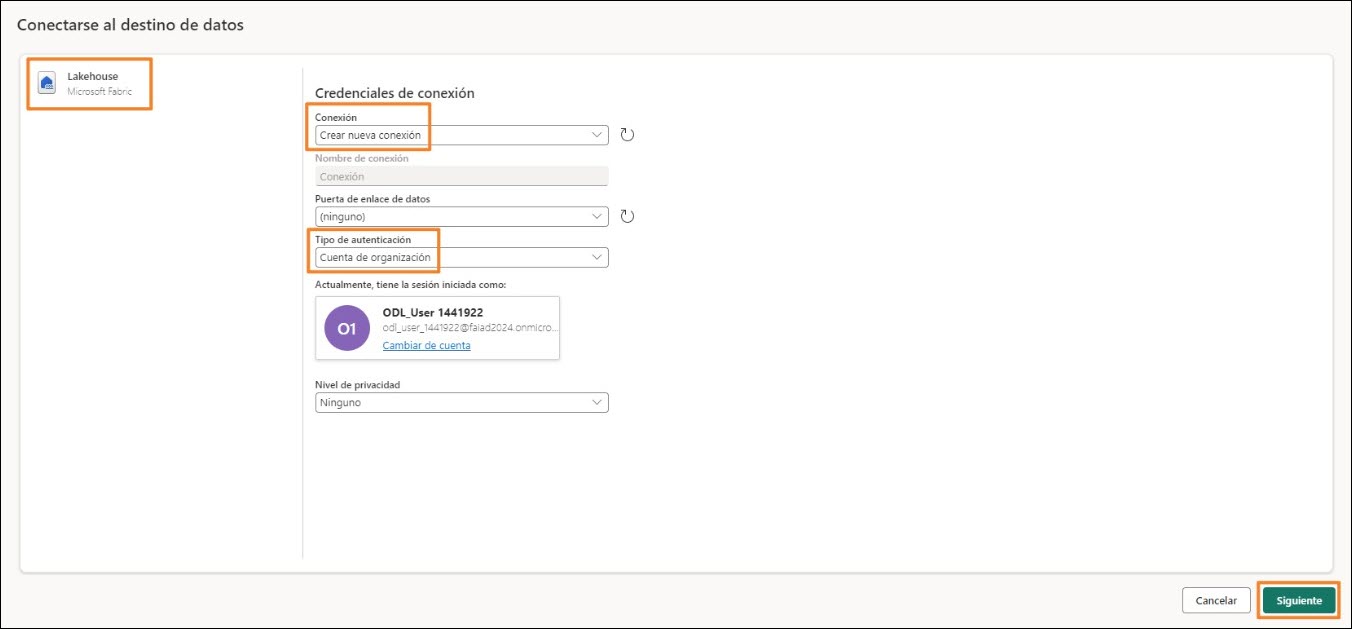 Conectarse al destino de datos
Lakehouse
Microsoft Fabric
Credenciales de conexión
Conexión
Crear nueva conexión
Nombre de conexión
Conexión
Puerta de enlace de datos
(ninguno)
Tipo de autenticación
Cuenta de organización
Actualmente, tiene la sesión iniciada como:
O1
ODL_User 1441922
odl_user_1441922@faiad2024.onmicro...
Cambiar de cuenta
Nivel de privacidad
Ninguno
Cancelar
Siguiente